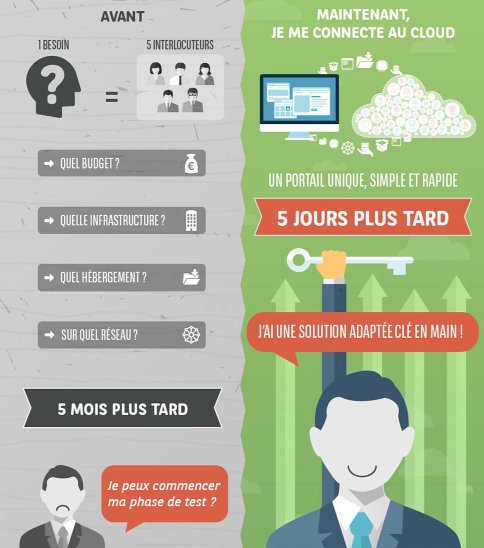 AVANT
1 BESOIN
5 INTERLOCUTEURS
?
=
QUEL BUDGET ?
€
QUELLE INFRASTRUCTURE ?
QUEL HÉBERGEMENT ?
SUR QUEL RÉSEAU ?
5 MOIS PLUS TARD
Je peux commencer
ma phase de test ?
MAINTENANT,
JE ME CONNECTE AU CLOUD
UN PORTAIL UNIQUE, SIMPLE ET RAPIDE
5 JOURS PLUS TARD
J'AI UNE SOLUTION ADAPTÉE CLÉ EN MAIN !